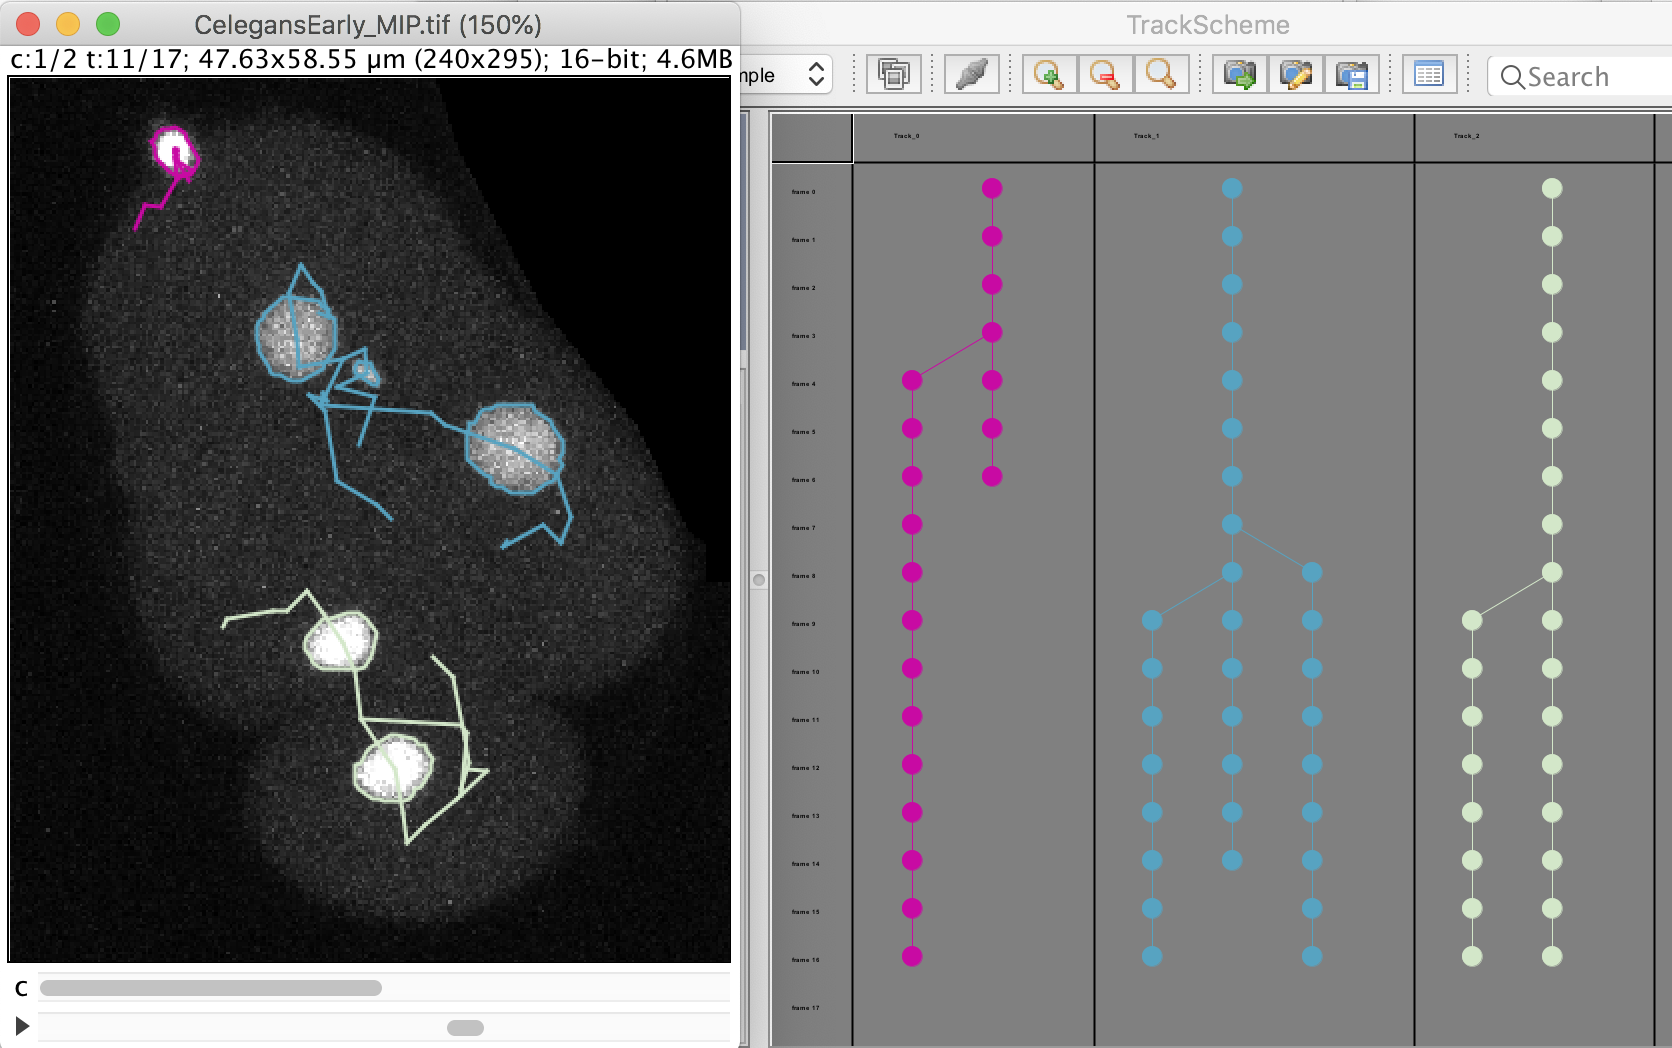 CelegansEarly_MIP.tif (150%)
c:1/2 t:11/17; 47.63x58.55 µm (240x295); 16-bit; 4.6MB
TrackScheme
mple
Search
Track_0
Track_1
Track_2
frame 0
frame 1
frame 2
frame 3
frame 4
frame 5
frame 6
frame 7
frame 8
frame 9
frame 10
frame 11
frame 12
frame 13
frame 14
frame 15
frame 16
frame 17
c